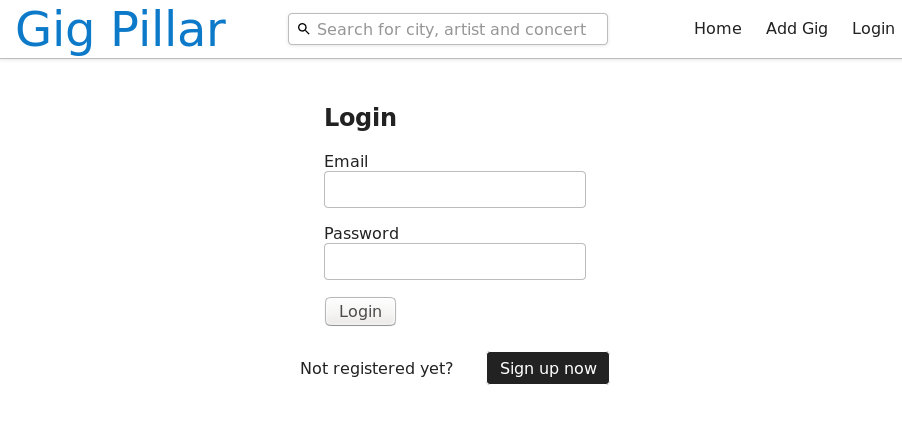 Gig Pillar
Search for city, artist and concert
Home Add Gig Login
Login
Email
Password
Login
Not registered yet? Sign up now